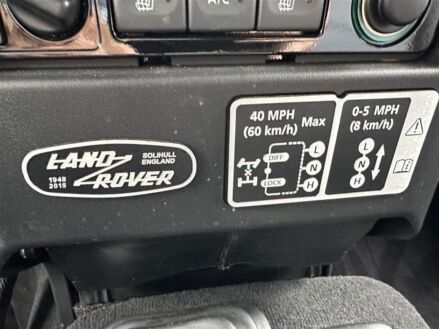 A/C
LAND
ROVER
SOLIHULL
ENGLAND
1948
2015
40 MPH
(60 km/h) Max
DIFF
LOCK
L
N
H
0-5 MPH
(8 km/h)
L
N
H